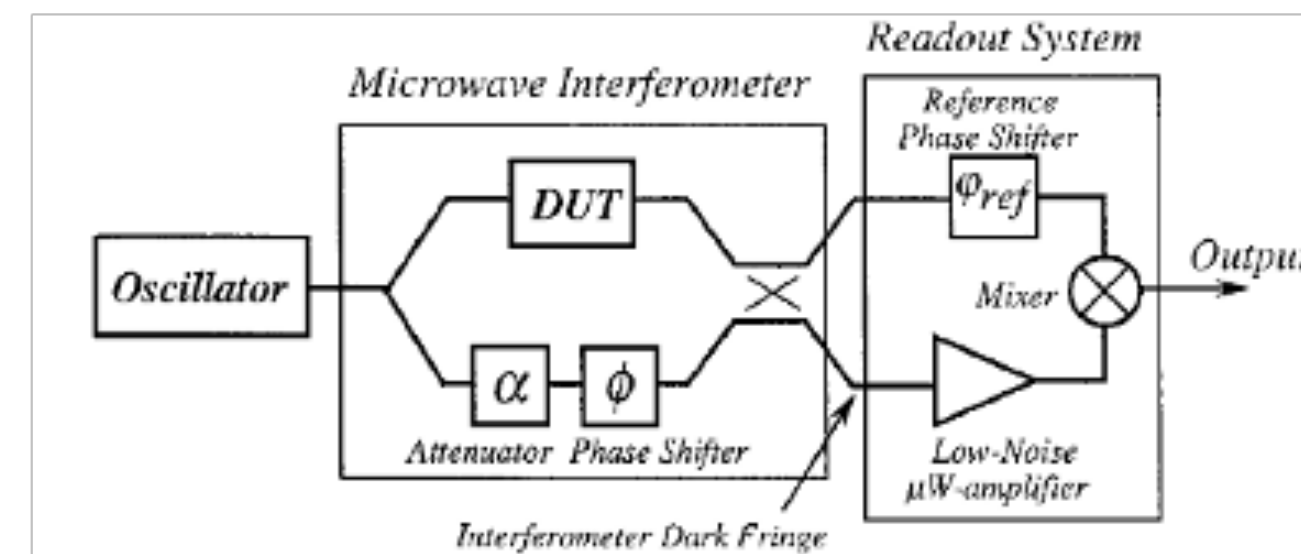 Readout System
Microwave Interferometer
Reference
Phase Shifter
DUT
φref
Oscillator
Mixer
Output
α
ϕ
Attenuator Phase Shifter
Low-Noise
μW-amplifier
Interferometer Dark Fringe